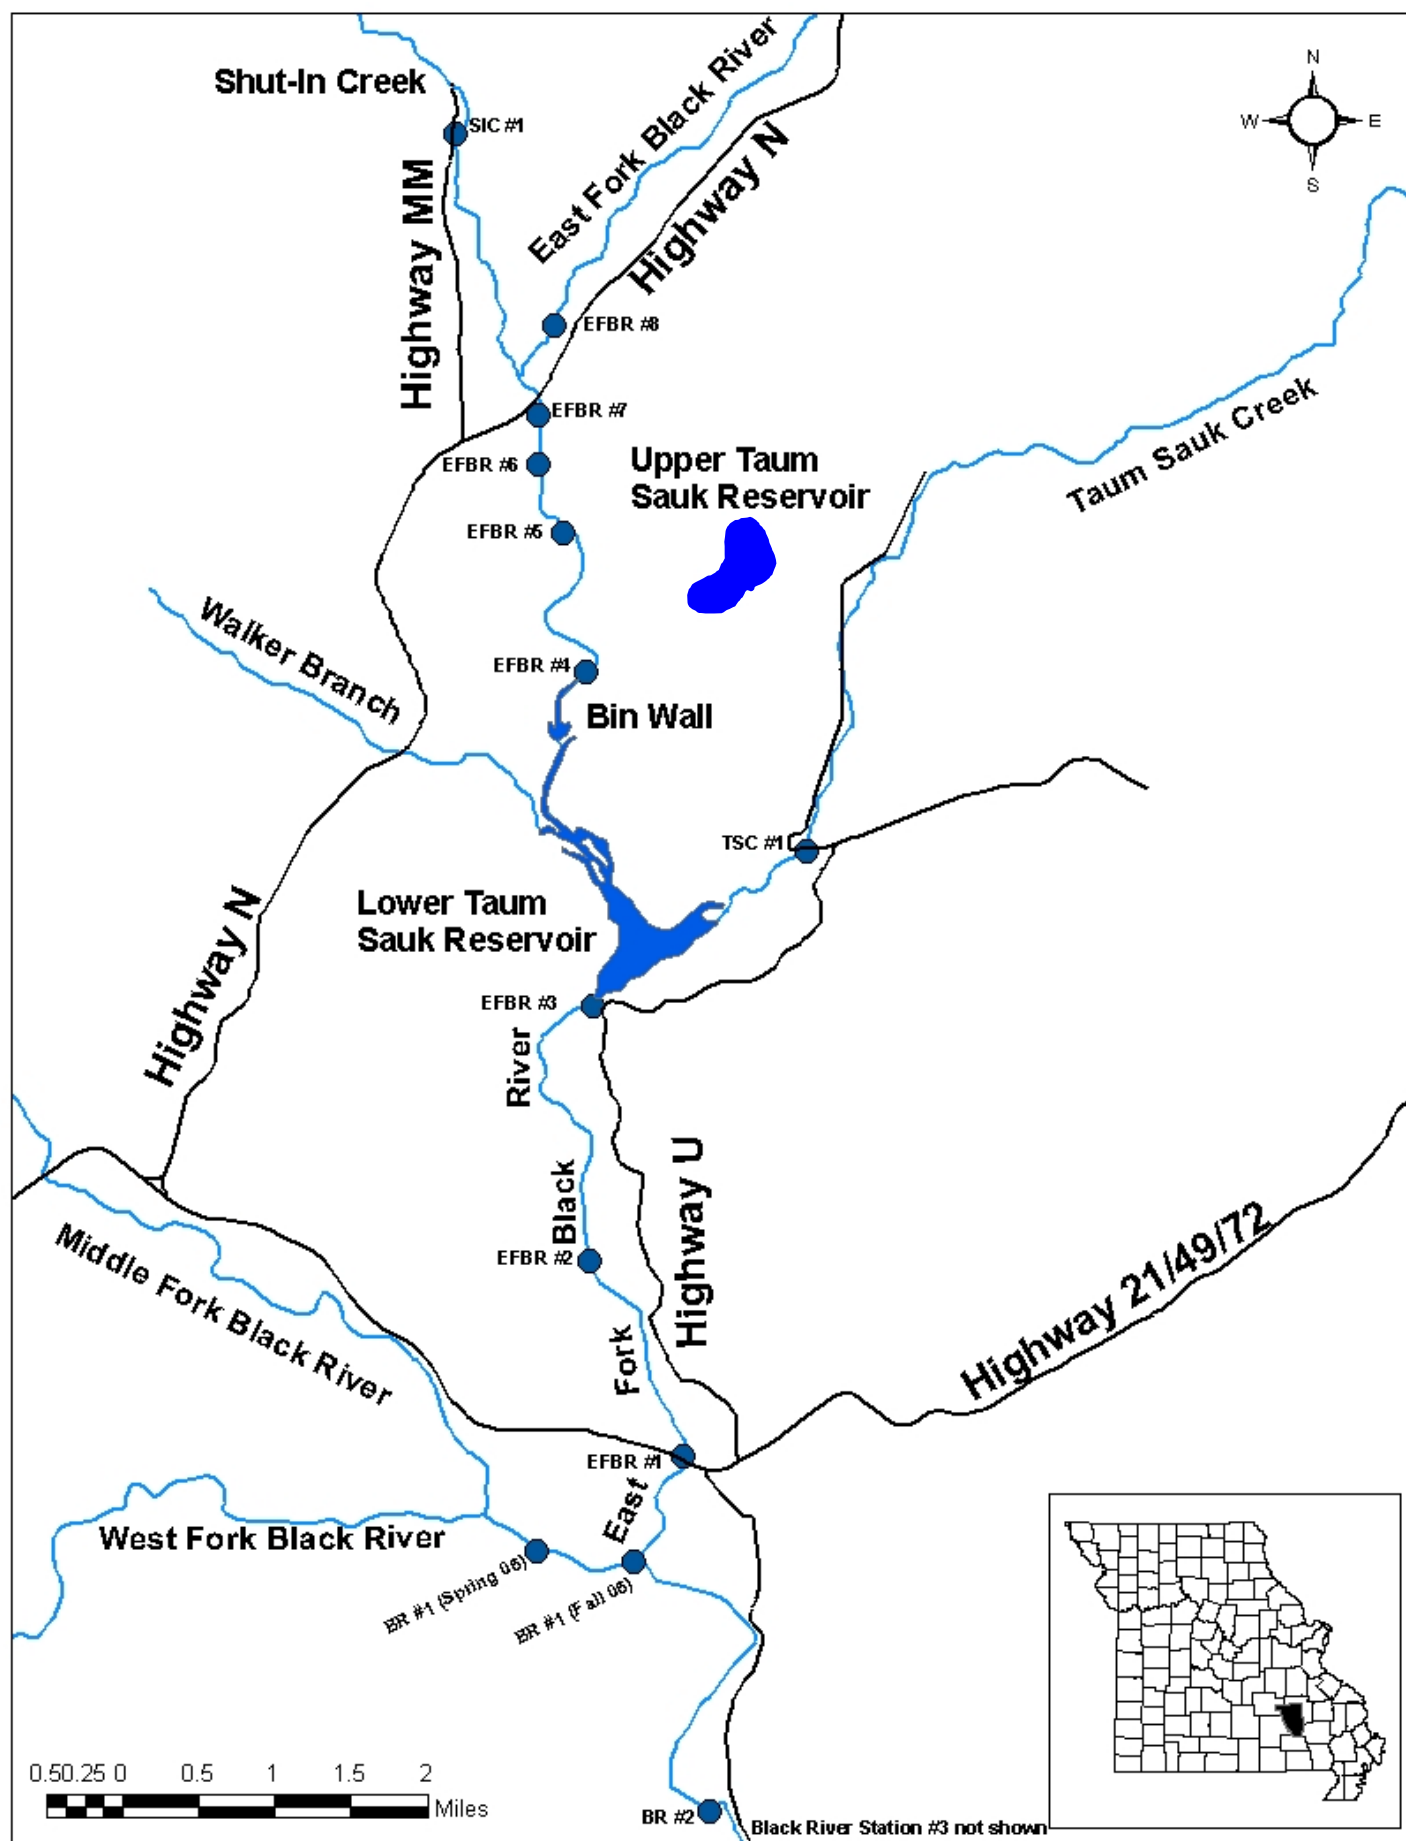 N
Shut-In Creek
East Fork Black River
W
E
SIC #1
S
Highway N
Highway MM
EFBR #8
Taum Sauk Creek
EFBR #7
EFBR #6
Upper Taum
Sauk Reservoir
EFBR #5
Walker Branch
EFBR #4
Bin Wall
TSC #1
Lower Taum
Sauk Reservoir
Highway N
EFBR #3
River
Black
Highway U
EFBR #2
Middle Fork Black River
Highway 21/49/72
Fork
EFBR #1
East
West Fork Black River
BR #1 (Spring 06)
BR #1 (Fall 06)
0.50.25 0 0.5 1 1.5 2
Miles
BR #2
Black River Station #3 not shown